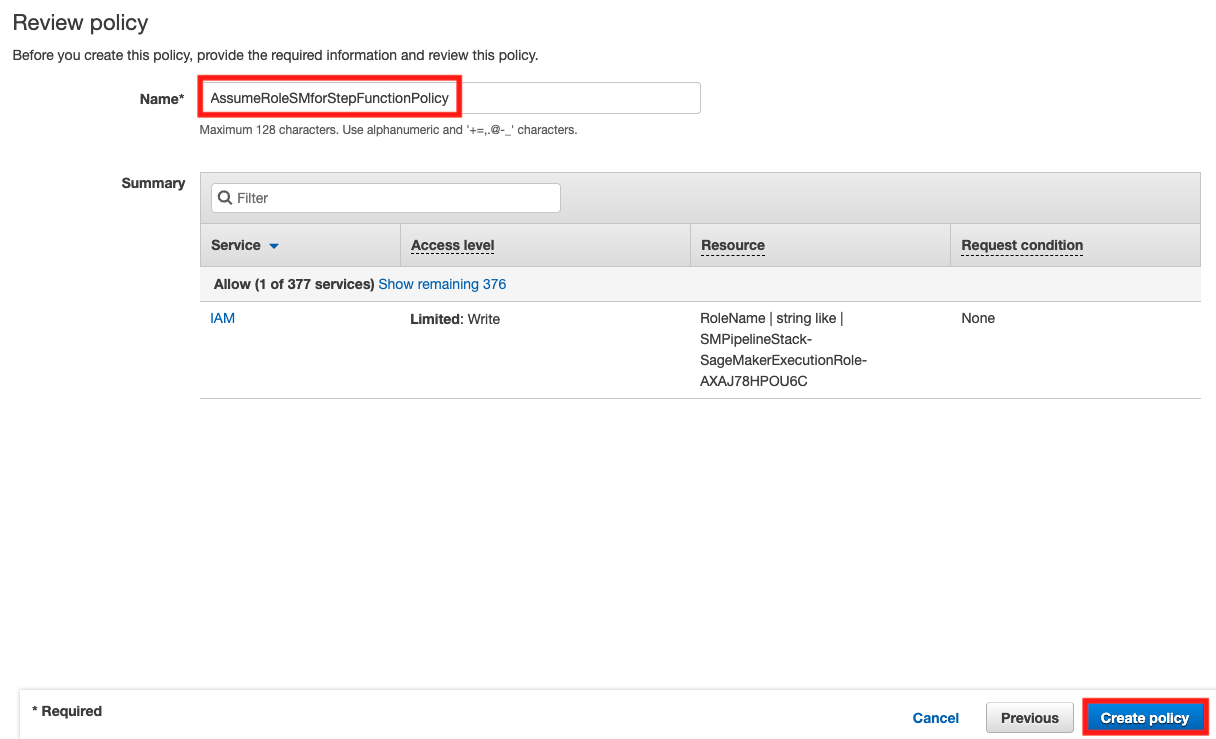 Review policy
Before you create this policy, provide the required information and review this policy.
Name* AssumeRoleSMforStepFunctionPolicy
Maximum 128 characters. Use alphanumeric and '+=,.@-_' characters.
Summary
Filter
Service Access level Resource Request condition
Allow (1 of 377 services) Show remaining 376
IAM Limited: Write RoleName | string like | None
SMPipelineStack-
SageMakerExecutionRole-
AXAJ78HPOU6C
* Required
Cancel Previous Create policy